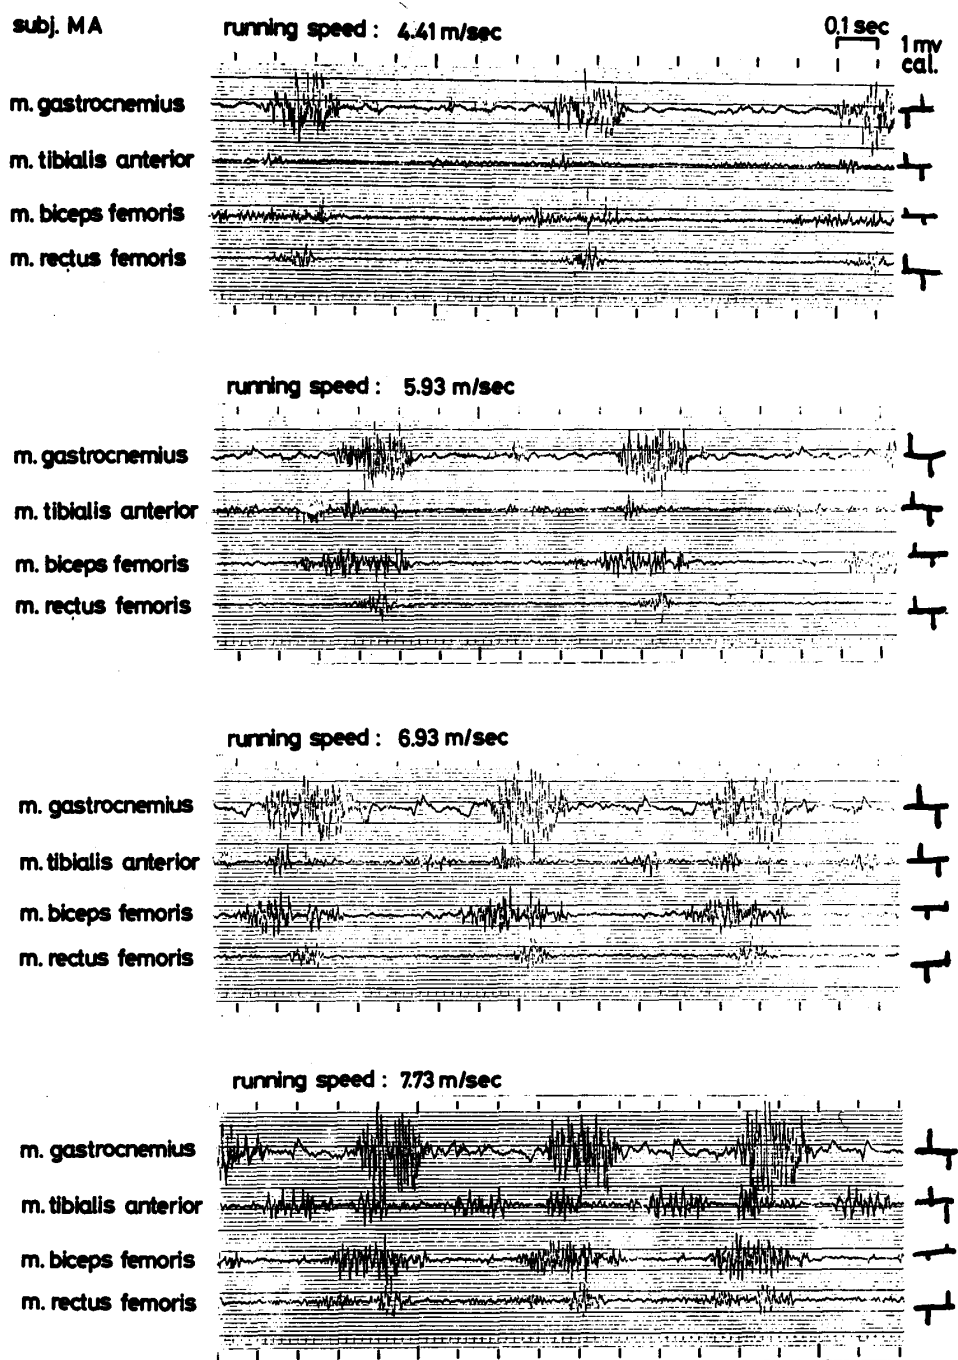 subj. MA running speed : 4.41 m/sec 0.1 sec
1 mv
cal.
m. gastrocnemius
m. tibialis anterior
m. biceps femoris
m. rectus femoris
running speed : 5.93 m/sec
m. gastrocnemius
m. tibialis anterior
m. biceps femoris
m. rectus femoris
running speed : 6.93 m/sec
m. gastrocnemius
m. tibialis anterior
m. biceps femoris
m. rectus femoris
running speed : 7.73 m/sec
m. gastrocnemius
m. tibialis anterior
m. biceps femoris
m. rectus femoris